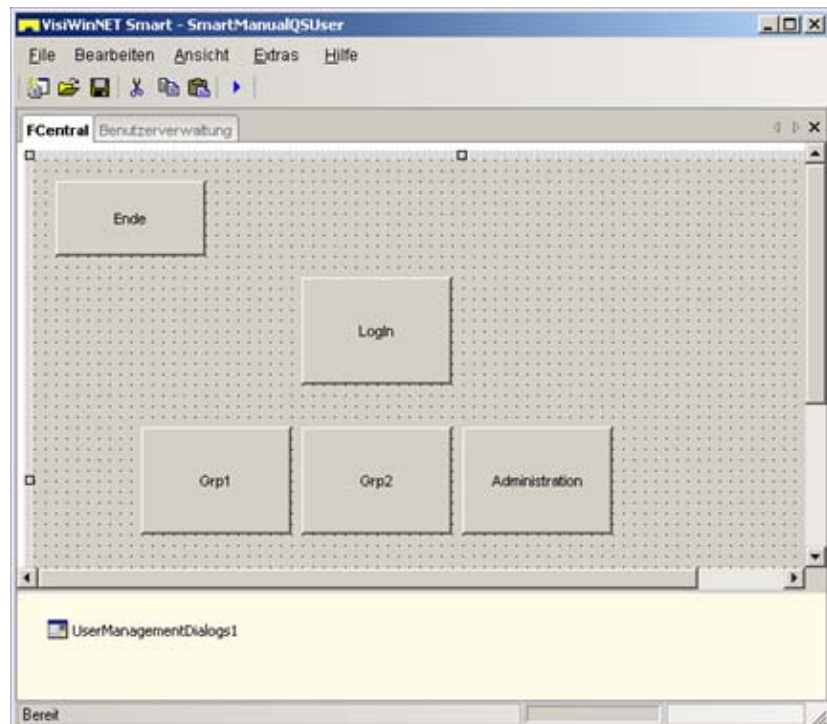 VisiWinNET Smart - SmartManualQSUser
File Bearbeiten Ansicht Extras Hilfe
FCentral Benutzerverwaltung
Ende
LogIn
Grp1 Grp2 Administration
UserManagementDialogs1
Bereit